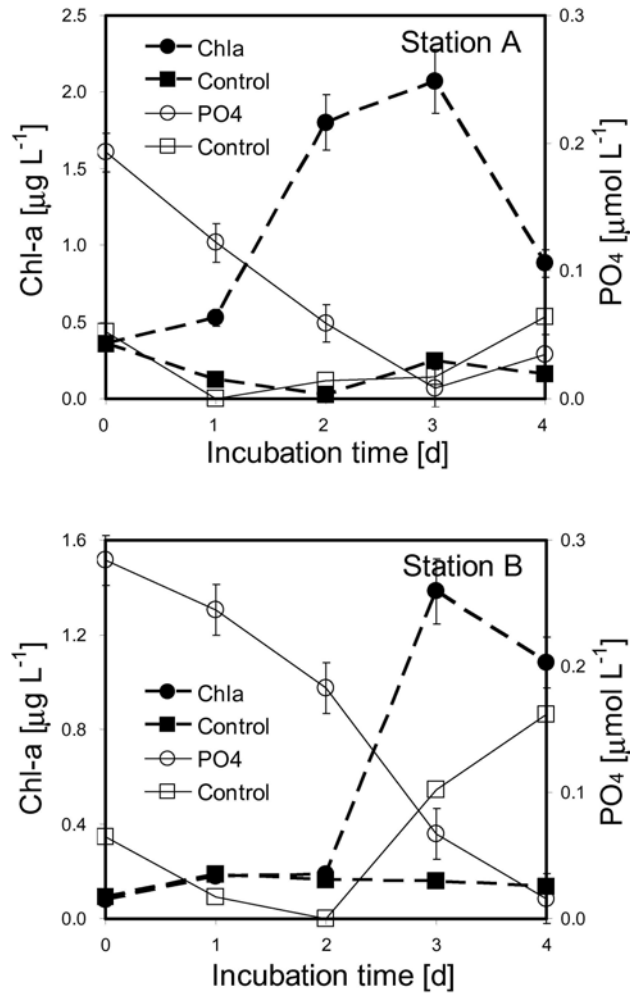 Station A
Chla
Control
PO4
Control
2.5
2.0
1.5
1.0
0.5
0.0
Chl-a [µg L⁻¹]
0.3
0.2
0.1
0.0
PO₄ [µmol L⁻¹]
0 1 2 3 4
Incubation time [d]
Station B
Chla
Control
PO4
Control
1.6
1.2
0.8
0.4
0.0
Chl-a [µg L⁻¹]
0.3
0.2
0.1
0.0
PO₄ [µmol L⁻¹]
0 1 2 3 4
Incubation time [d]